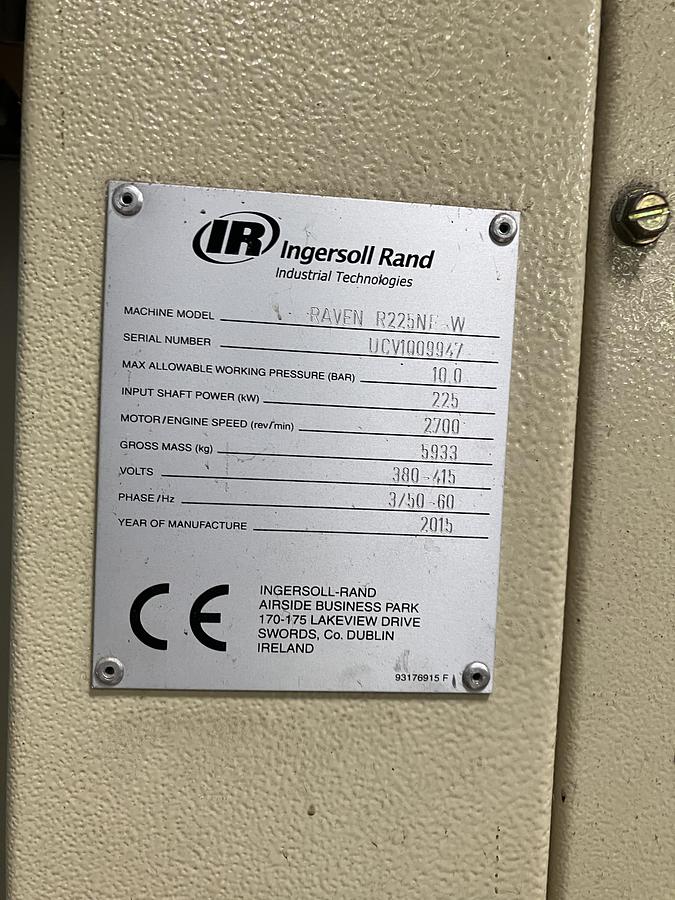 IR Ingersoll Rand
Industrial Technologies
MACHINE MODEL RAVEN R225NE-W
SERIAL NUMBER UCV1009947
MAX ALLOWABLE WORKING PRESSURE (BAR) 10.0
INPUT SHAFT POWER (kW) 225
MOTOR/ENGINE SPEED (rev/min) 2700
GROSS MASS (kg) 5933
VOLTS 380-415
PHASE/Hz 3/50-60
YEAR OF MANUFACTURE 2015
CE
INGERSOLL-RAND
AIRSIDE BUSINESS PARK
170-175 LAKEVIEW DRIVE
SWORDS, Co. DUBLIN
IRELAND
93176915 F